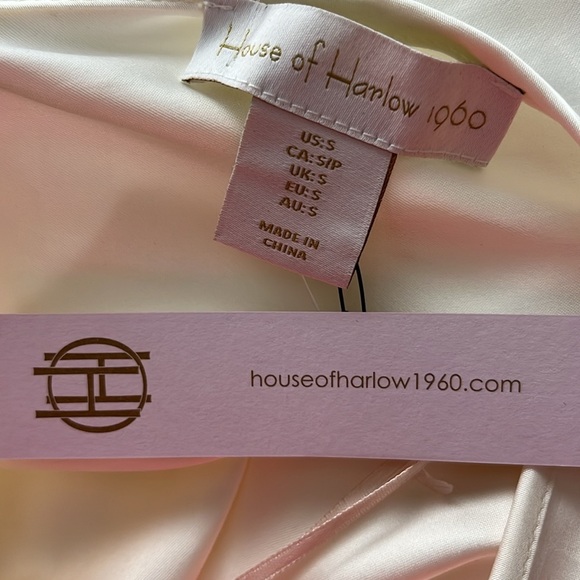 House of Harlow 1960
US: S
CA: S/P
UK: S
EU: S
AU: S
MADE IN
CHINA
houseofharlow1960.com